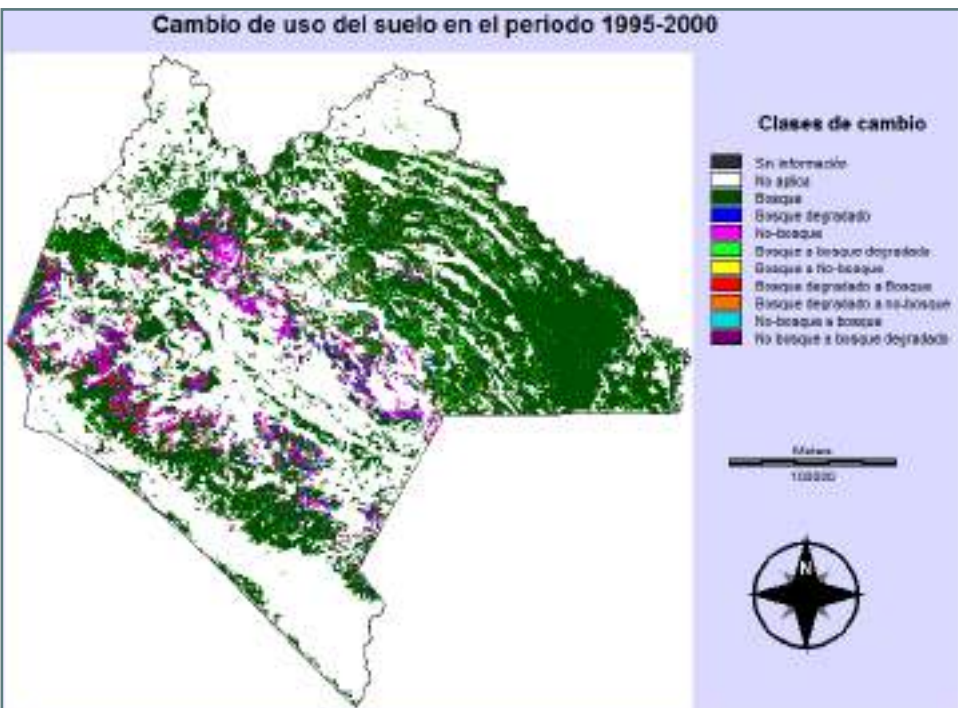 Cambio de uso del suelo en el periodo 1995-2000
Clases de cambio
Sin información
No aplica
Bosque
Bosque degradado
No-bosque
Bosque a bosque degradado
Bosque a No-bosque
Bosque degradado a Bosque
Bosque degradado a no-bosque
No-bosque a bosque
No bosque a bosque degradado
Meters
100000
N